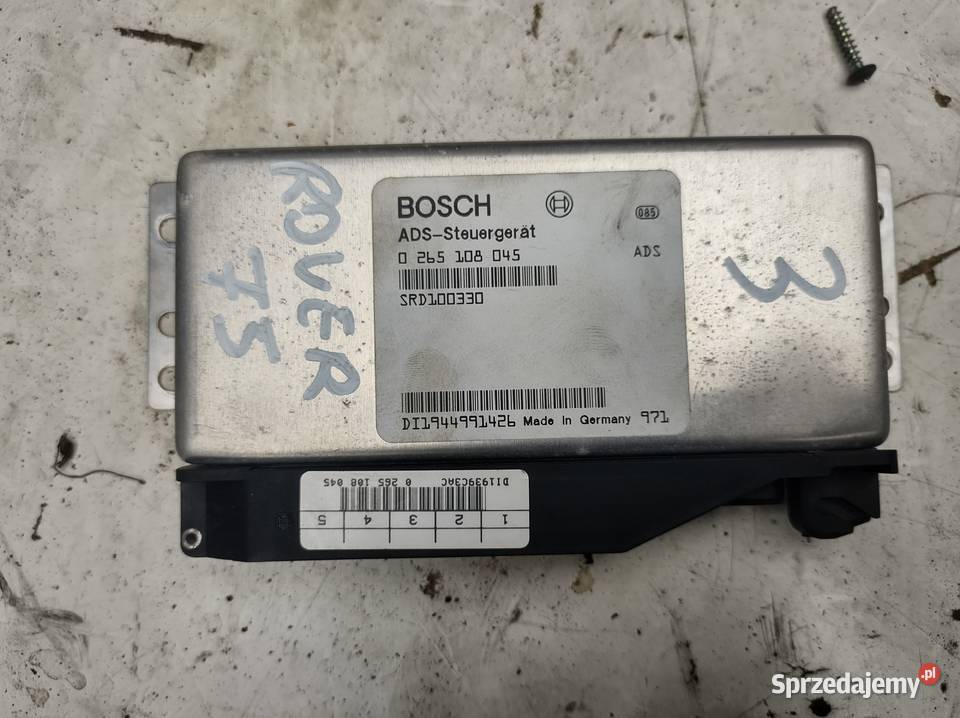 ROVER
75
BOSCH
085
ADS-Steuergerät
0 265 108 045
ADS
SRD100330
DI1944991426 Made in Germany 971
3
1 2 3 4 5
DI1939C3AC 0 265 108 045
Sprzedajemy.pl